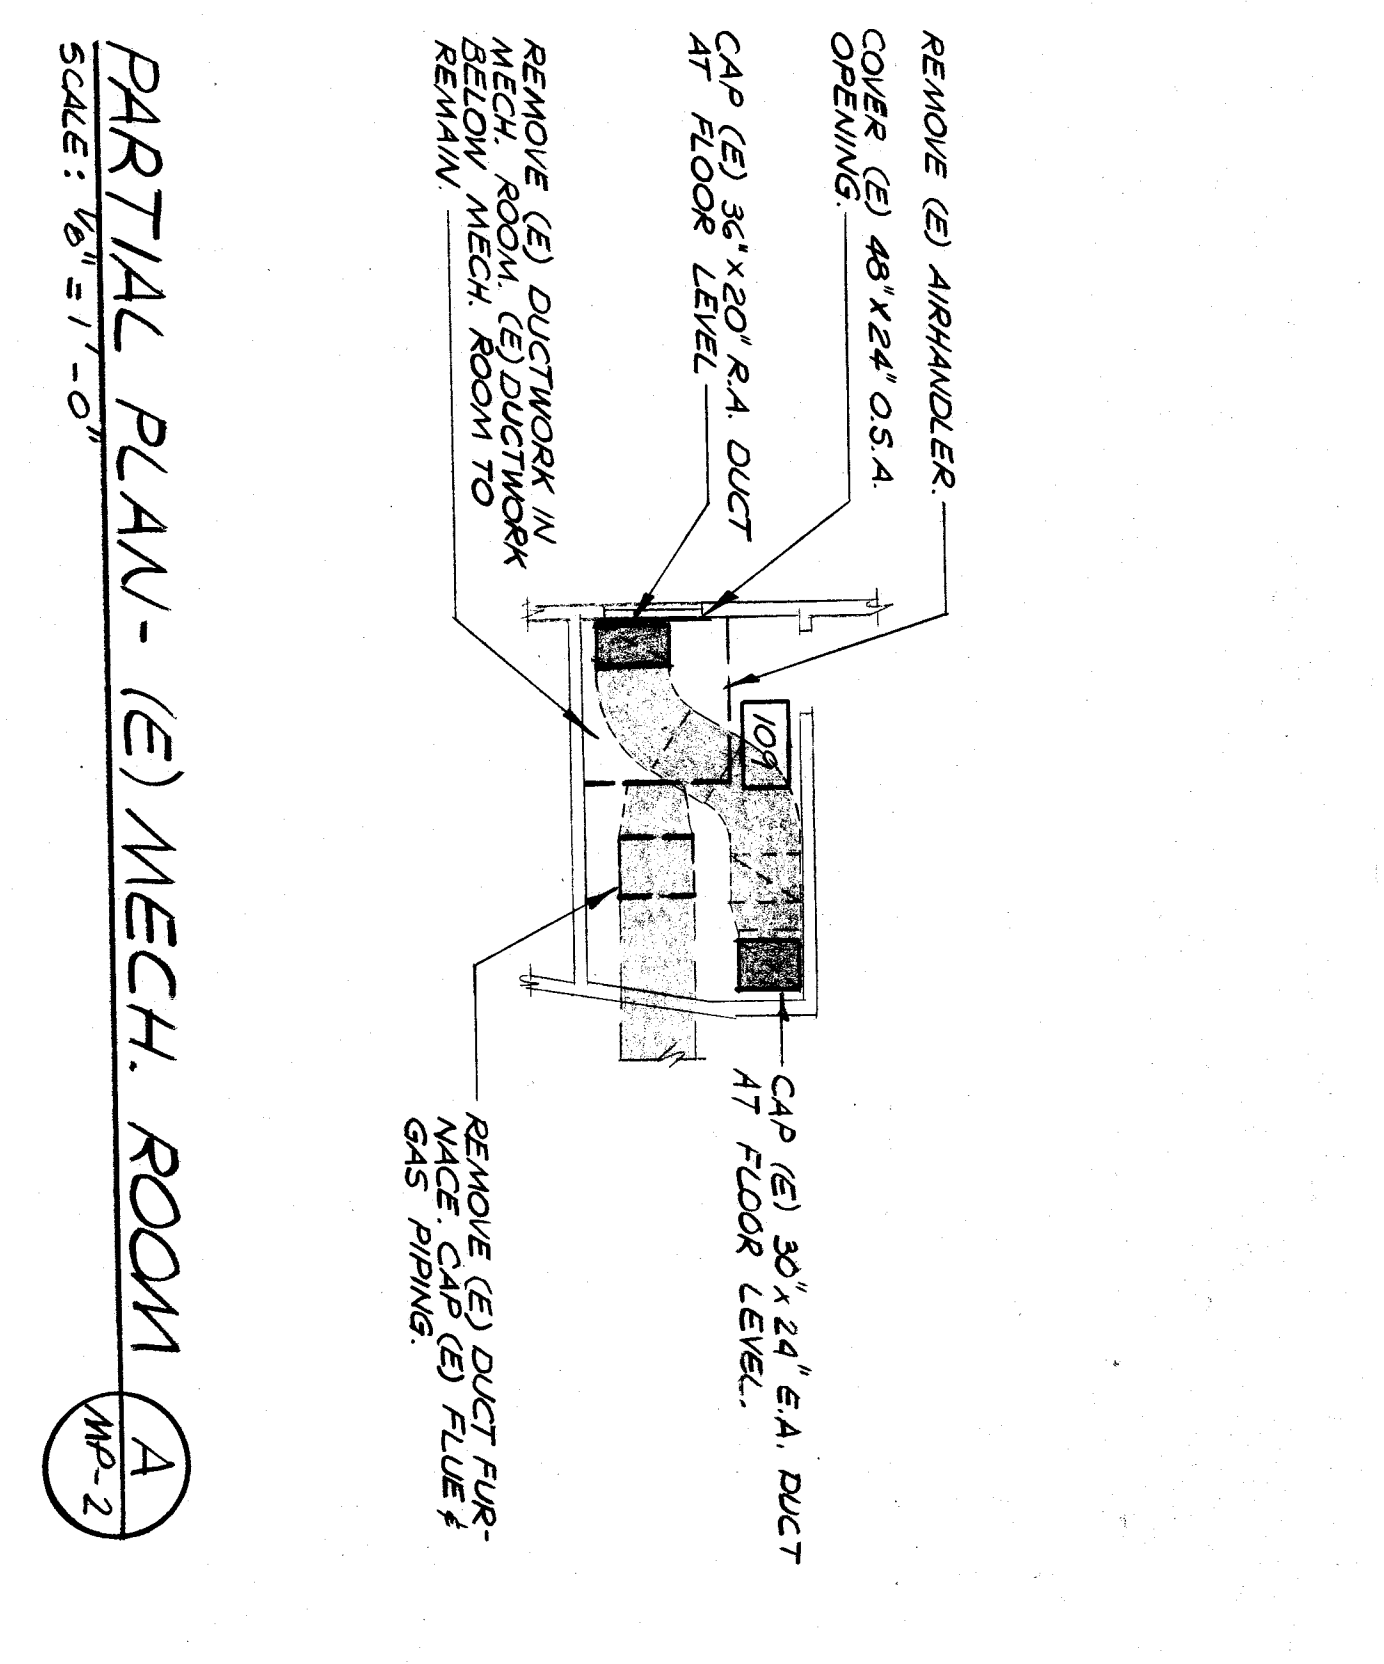 REMOVE (E) AIRHANDLER.
COVER (E) 48"X24" O.S.A.
OPENING.
CAP (E) 36"X20" R.A. DUCT
AT FLOOR LEVEL
REMOVE (E) DUCTWORK IN
MECH. ROOM. (E) DUCTWORK
BELOW MECH. ROOM TO
REMAIN.
109
CAP (E) 30"X24" E.A. DUCT
AT FLOOR LEVEL.
REMOVE (E) DUCT FUR-
NACE. CAP (E) FLUE &
GAS PIPING.
PARTIAL PLAN - (E) MECH. ROOM
SCALE: 1/8" = 1'-0"
A
MP-2